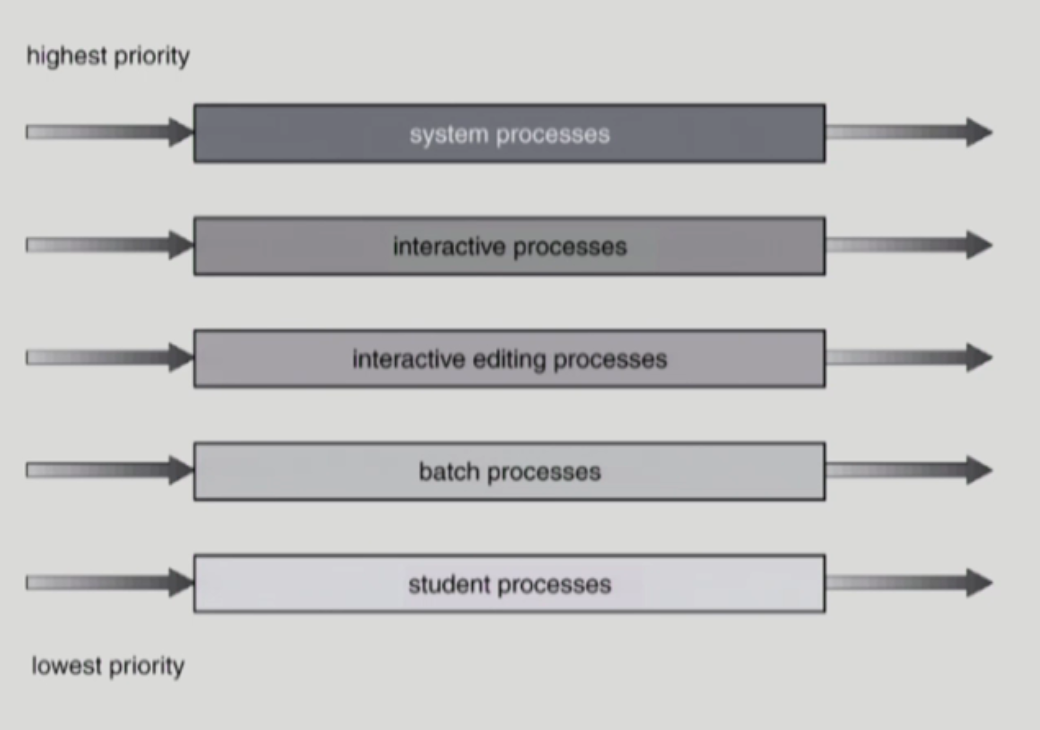 highest priority
system processes
interactive processes
interactive editing processes
batch processes
student processes
lowest priority